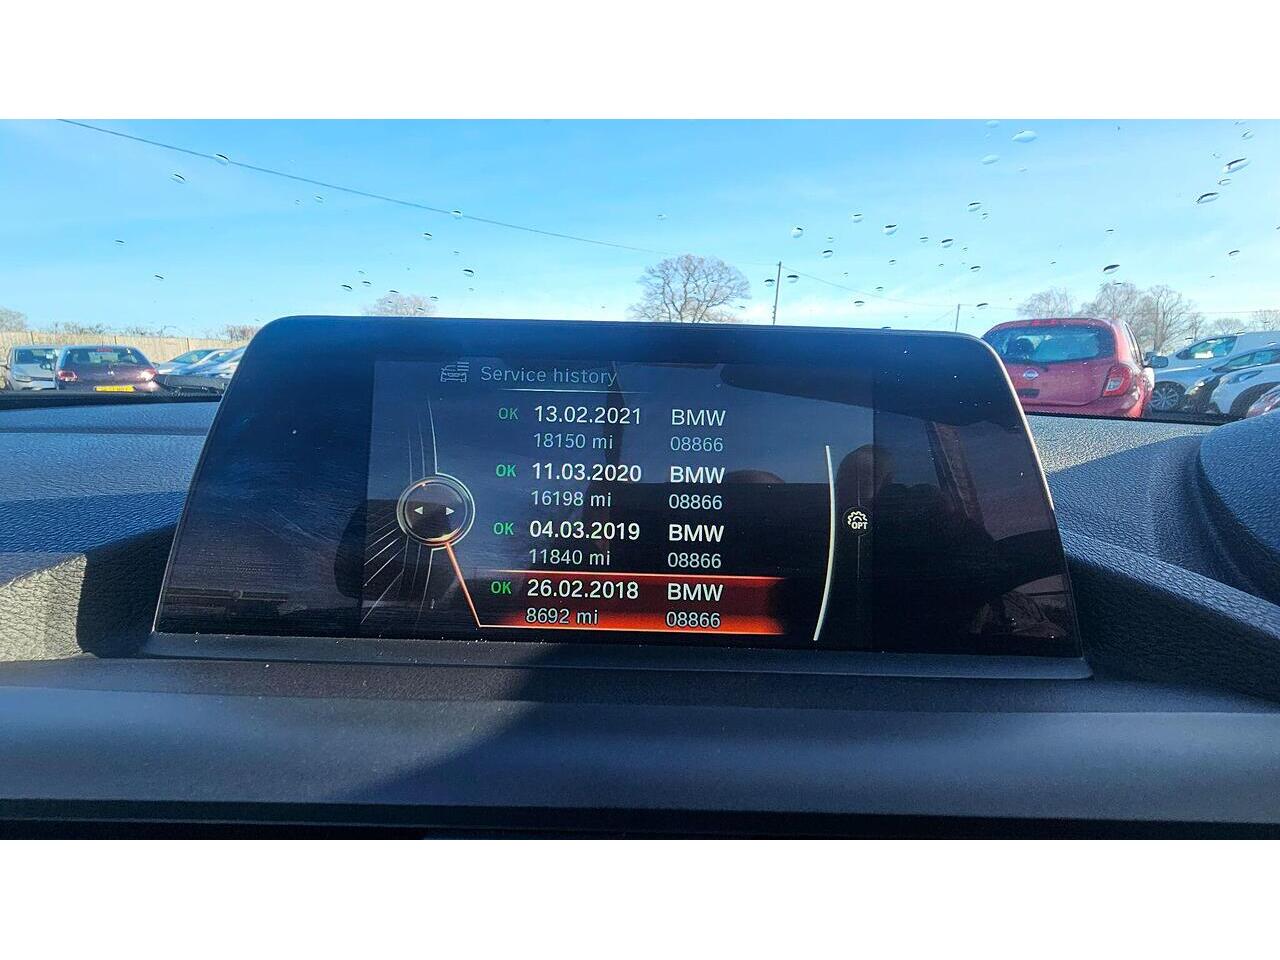 Service history
OK 13.02.2021 BMW
18150 mi 08866
OK 11.03.2020 BMW
16198 mi 08866
OK 04.03.2019 BMW
11840 mi 08866
OK 26.02.2018 BMW
8692 mi 08866
OPT